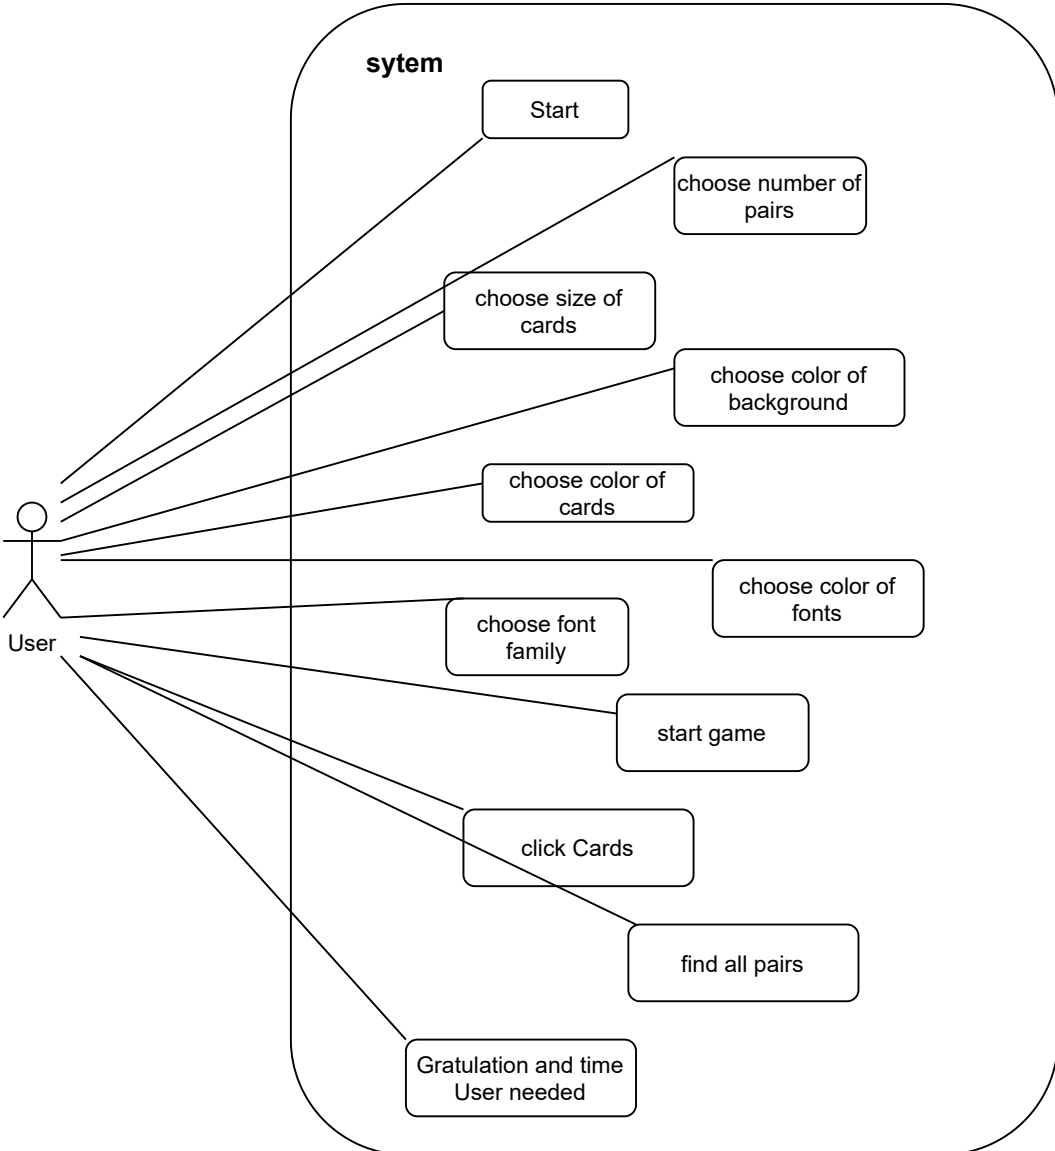 sytem
Start
choose number of
pairs
choose size of
cards
choose color of
background
choose color of
cards
choose color of
fonts
choose font
family
User
start game
click Cards
find all pairs
Gratulation and time
User needed